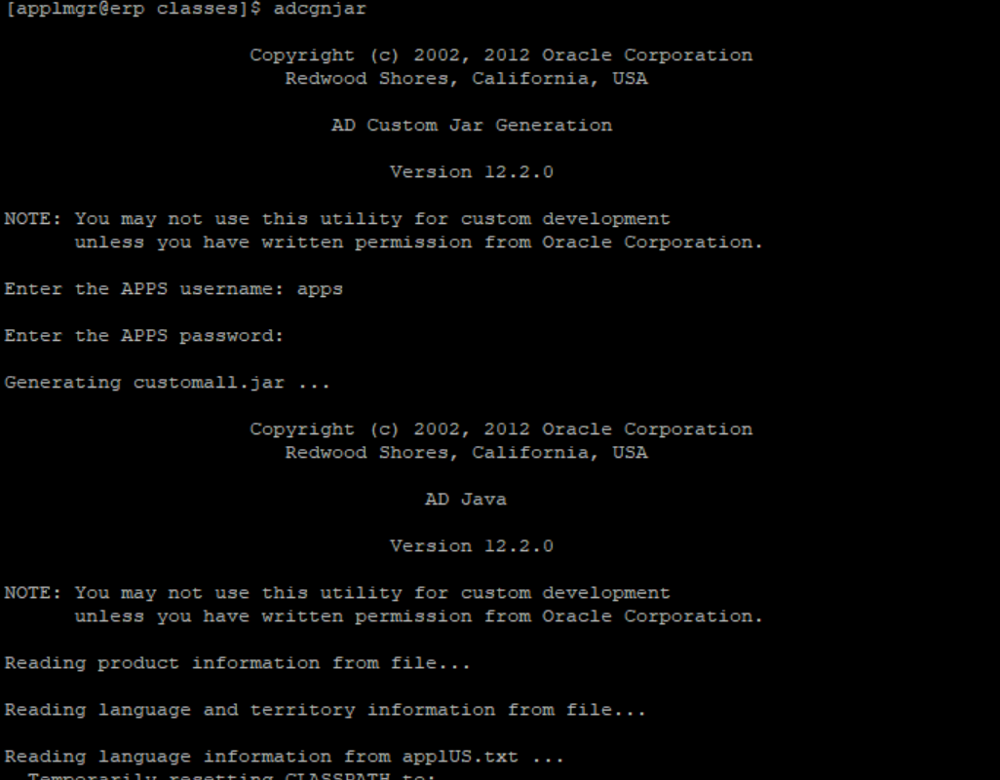 [applmgr@erp classes]$ adcgnjar
Copyright (c) 2002, 2012 Oracle Corporation
Redwood Shores, California, USA
AD Custom Jar Generation
Version 12.2.0
NOTE: You may not use this utility for custom development
unless you have written permission from Oracle Corporation.
Enter the APPS username: apps
Enter the APPS password:
Generating customall.jar ...
Copyright (c) 2002, 2012 Oracle Corporation
Redwood Shores, California, USA
AD Java
Version 12.2.0
NOTE: You may not use this utility for custom development
unless you have written permission from Oracle Corporation.
Reading product information from file...
Reading language and territory information from file...
Reading language information from applUS.txt ...
Temporarily resetting CLASSPATH to: